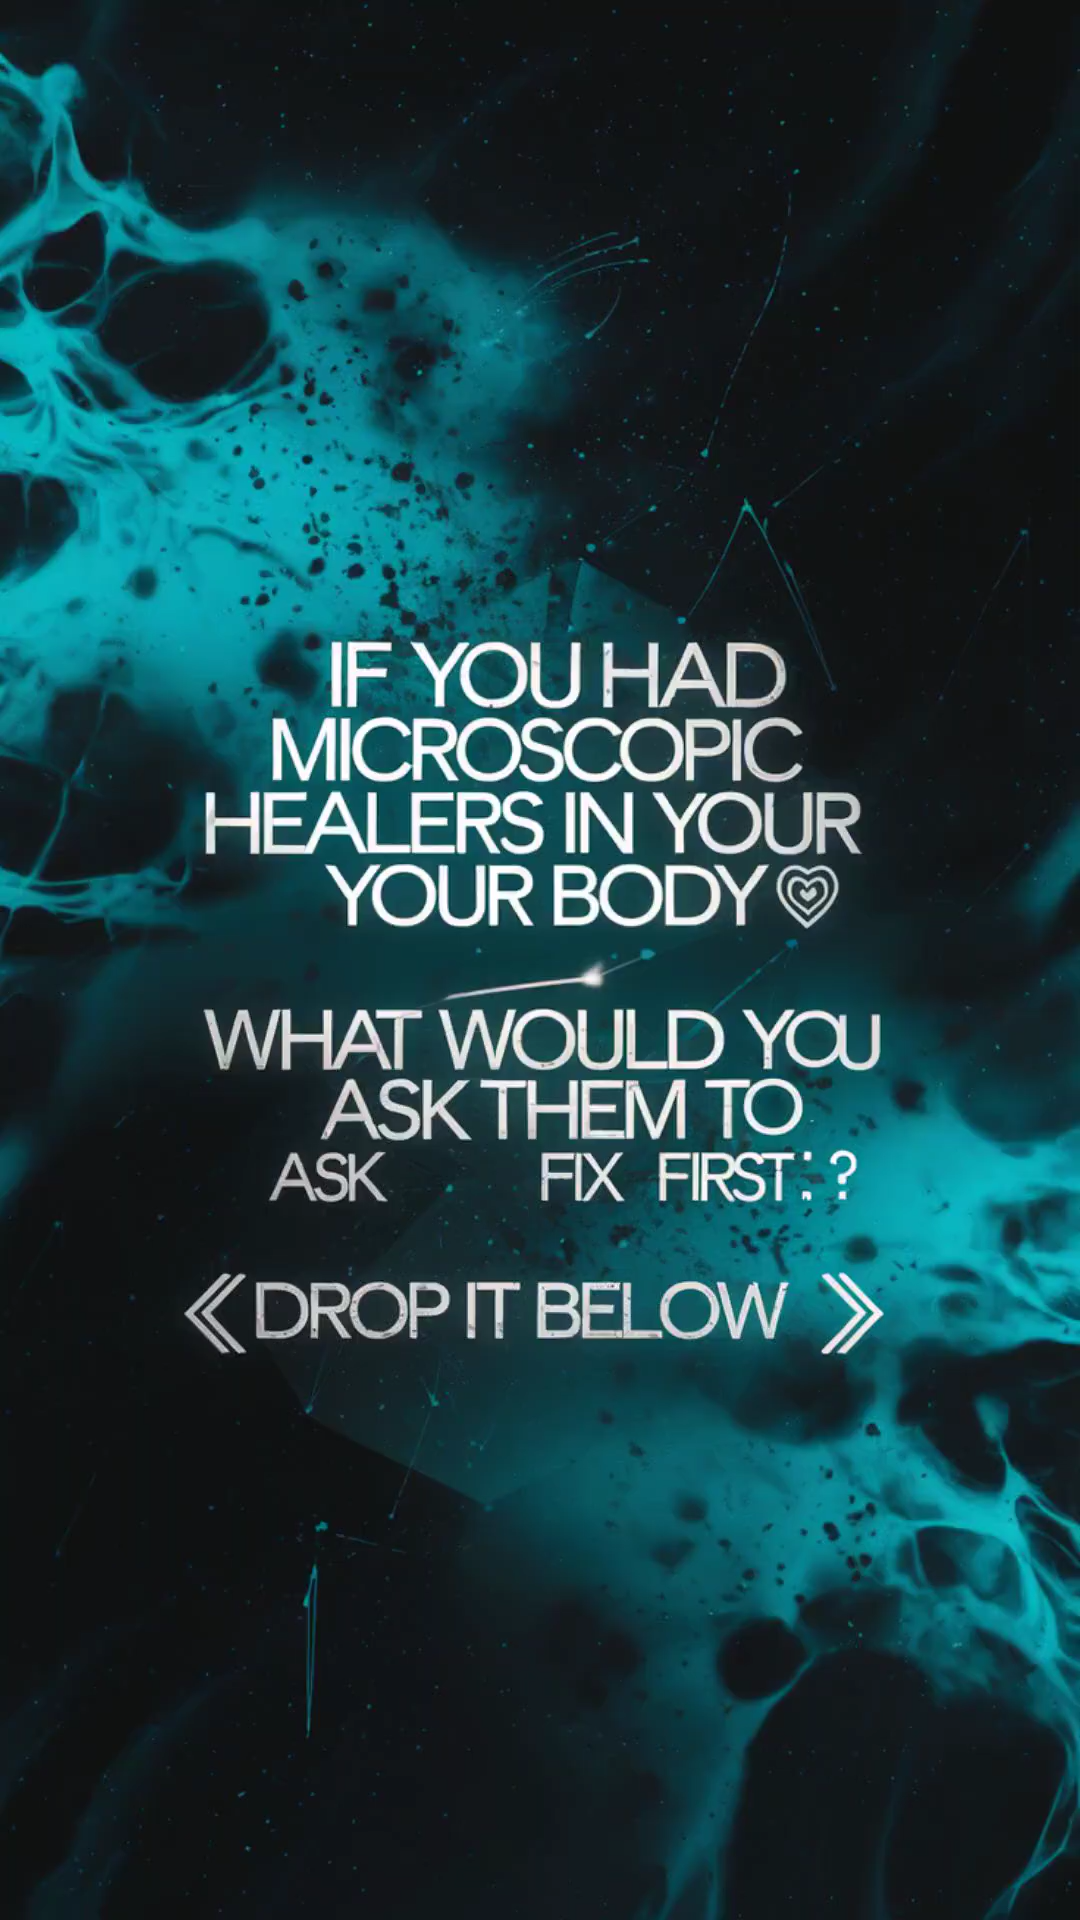 IF YOU HAD
MICROSCOPIC
HEALERS IN YOUR
YOUR BODY
WHAT WOULD YOU
ASK THEM TO
ASK FIX FIRST: ?
« DROP IT BELOW »